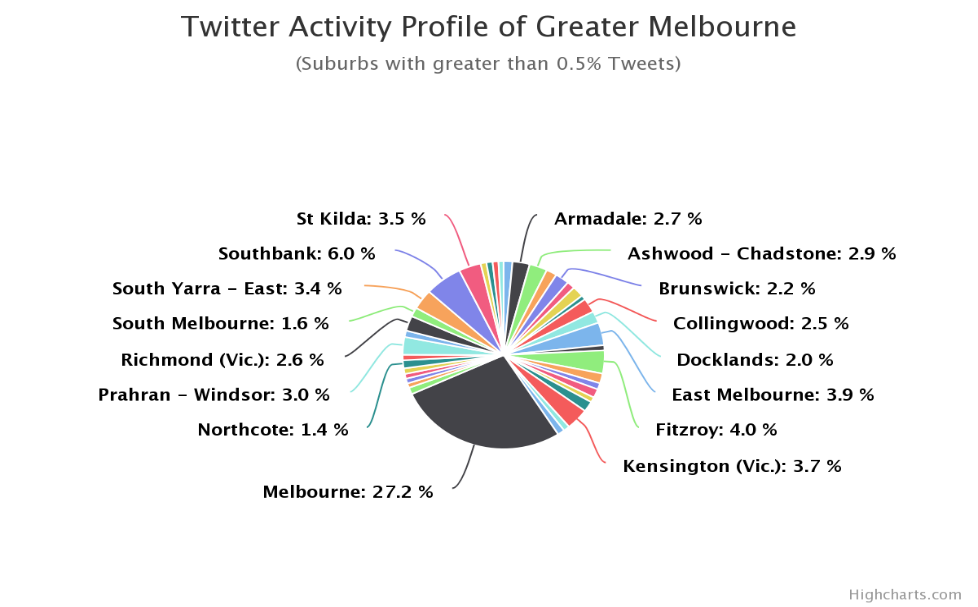 Twitter Activity Profile of Greater Melbourne
(Suburbs with greater than 0.5% Tweets)
St Kilda: 3.5 %
Armadale: 2.7 %
Southbank: 6.0 %
Ashwood – Chadstone: 2.9 %
South Yarra – East: 3.4 %
Brunswick: 2.2 %
South Melbourne: 1.6 %
Collingwood: 2.5 %
Richmond (Vic.): 2.6 %
Docklands: 2.0 %
Prahran – Windsor: 3.0 %
East Melbourne: 3.9 %
Northcote: 1.4 %
Fitzroy: 4.0 %
Kensington (Vic.): 3.7 %
Melbourne: 27.2 %
Highcharts.com